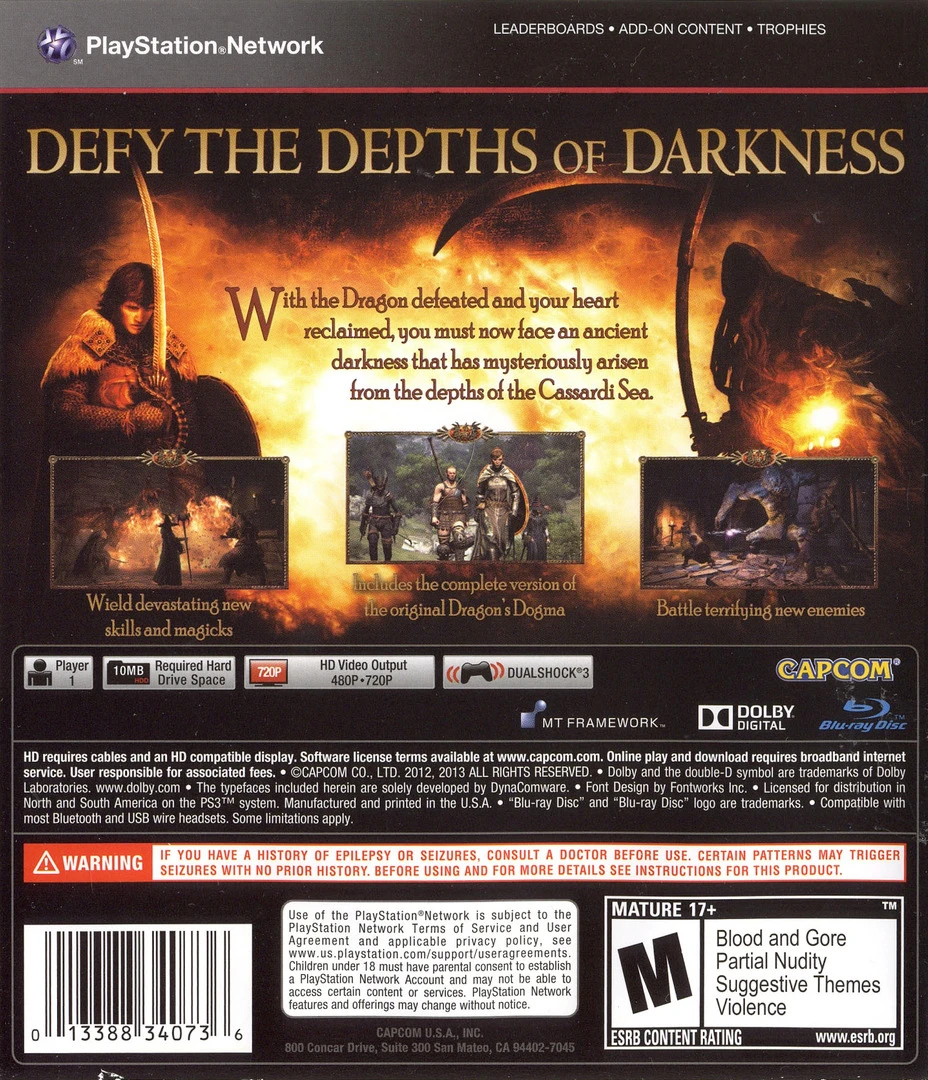 PlayStation®Network
SM
LEADERBOARDS • ADD-ON CONTENT • TROPHIES
DEFY THE DEPTHS OF DARKNESS
With the Dragon defeated and your heart
reclaimed, you must now face an ancient
darkness that has mysteriously arisen
from the depths of the Cassardi Sea.
Wield devastating new
skills and magicks
Includes the complete version of
the original Dragon's Dogma
Battle terrifying new enemies
Player
1
10MB
HDD
Required Hard
Drive Space
720P
HD Video Output
480P•720P
DUALSHOCK®3
CAPCOM®
MT FRAMEWORK™
DOLBY®
DIGITAL
Blu-ray Disc™
HD requires cables and an HD compatible display. Software license terms available at www.capcom.com. Online play and download requires broadband internet
service. User responsible for associated fees. • ©CAPCOM CO., LTD. 2012, 2013 ALL RIGHTS RESERVED. • Dolby and the double-D symbol are trademarks of Dolby
Laboratories. www.dolby.com • The typefaces included herein are solely developed by DynaComware. • Font Design by Fontworks Inc. • Licensed for distribution in
North and South America on the PS3™ system. Manufactured and printed in the U.S.A. • “Blu-ray Disc” and “Blu-ray Disc” logo are trademarks. • Compatible with
most Bluetooth and USB wire headsets. Some limitations apply.
WARNING
IF YOU HAVE A HISTORY OF EPILEPSY OR SEIZURES, CONSULT A DOCTOR BEFORE USE. CERTAIN PATTERNS MAY TRIGGER
SEIZURES WITH NO PRIOR HISTORY. BEFORE USING AND FOR MORE DETAILS SEE INSTRUCTIONS FOR THIS PRODUCT.
0 13388 34073 6
Use of the PlayStation®Network is subject to the
PlayStation Network Terms of Service and User
Agreement and applicable privacy policy, see
www.us.playstation.com/support/useragreements.
Children under 18 must have parental consent to establish
a PlayStation Network Account and may not be able to
access certain content or services. PlayStation Network
features and offerings may change without notice.
CAPCOM U.S.A., INC.
800 Concar Drive, Suite 300 San Mateo, CA 94402-7045
MATURE 17+
TM
M
Blood and Gore
Partial Nudity
Suggestive Themes
Violence
ESRB CONTENT RATING
www.esrb.org